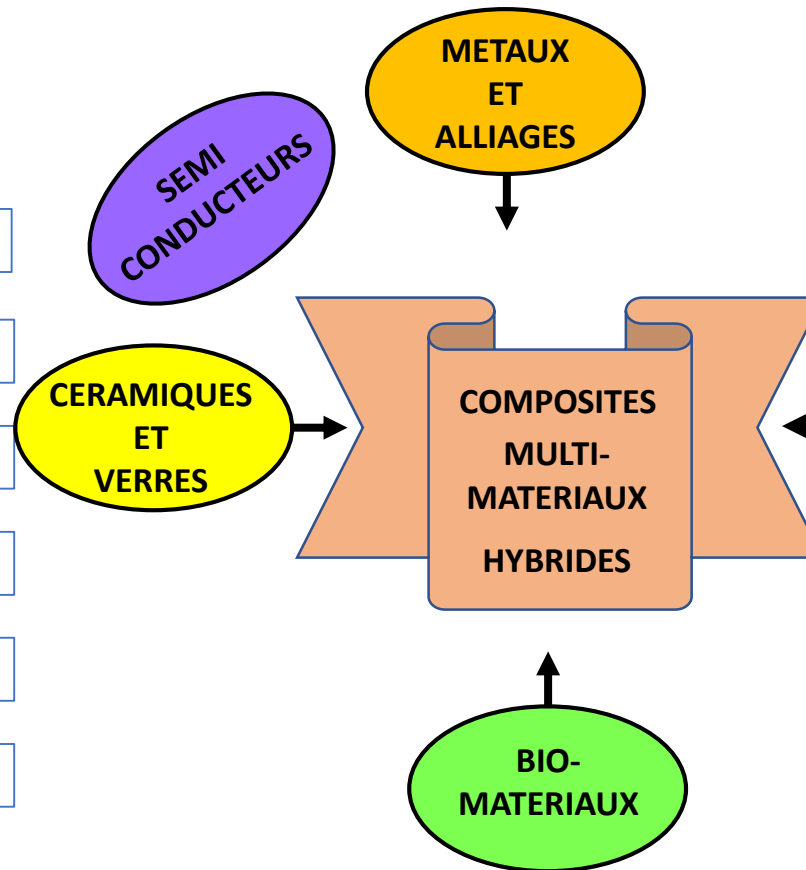 METAUX
ET
ALLIAGES
SEMI
CONDUCTEURS
CERAMIQUES
ET
VERRES
COMPOSITES
MULTI-
MATERIAUX
HYBRIDES
BIO-
MATERIAUX